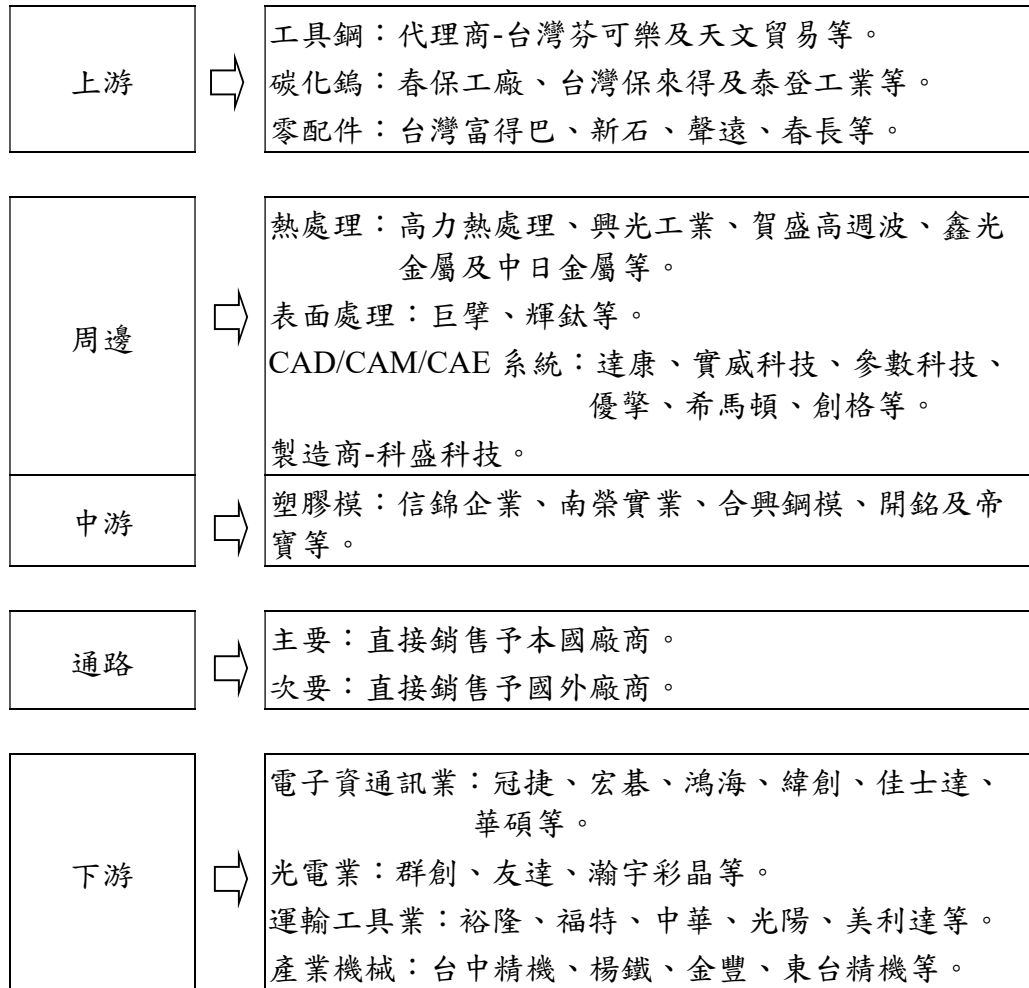 上游
工具鋼：代理商-台灣芬可樂及天文貿易等。
碳化鎢：春保工廠、台灣保來得及泰登工業等。
零配件：台灣富得巴、新石、聲遠、春長等。
周邊
熱處理：高力熱處理、興光工業、賀盛高週波、鑫光
金屬及中日金屬等。
表面處理：巨擘、輝鈦等。
CAD/CAM/CAE 系統：達康、實威科技、參數科技、
優擎、希馬頓、創格等。
製造商-科盛科技。
中游
塑膠模：信錦企業、南榮實業、合興鋼模、開銘及帝
寶等。
通路
主要：直接銷售予本國廠商。
次要：直接銷售予國外廠商。
下游
電子資通訊業：冠捷、宏碁、鴻海、緯創、佳士達、
華碩等。
光電業：群創、友達、瀚宇彩晶等。
運輸工具業：裕隆、福特、中華、光陽、美利達等。
產業機械：台中精機、楊鐵、金豐、東台精機等。